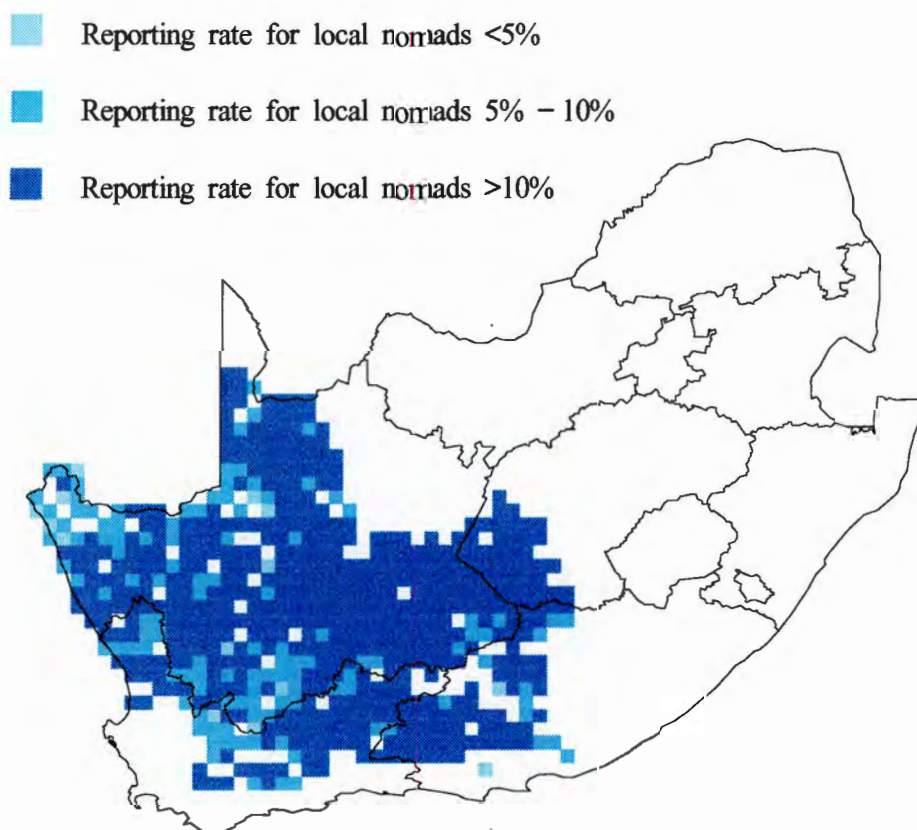 Reporting rate for local nomads <5%
Reporting rate for local nomads 5% – 10%
Reporting rate for local nomads >10%